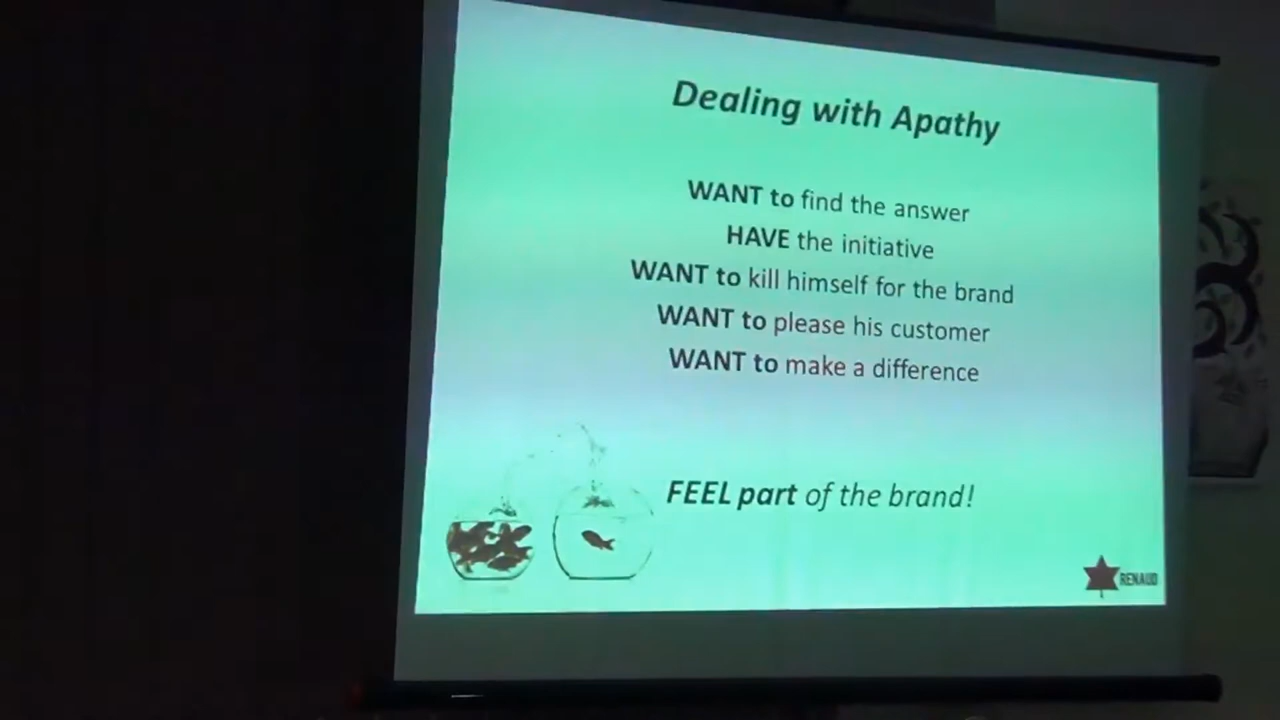 Dealing with Apathy
WANT to find the answer
HAVE the initiative
WANT to kill himself for the brand
WANT to please his customer
WANT to make a difference
FEEL part of the brand!
RENAUD